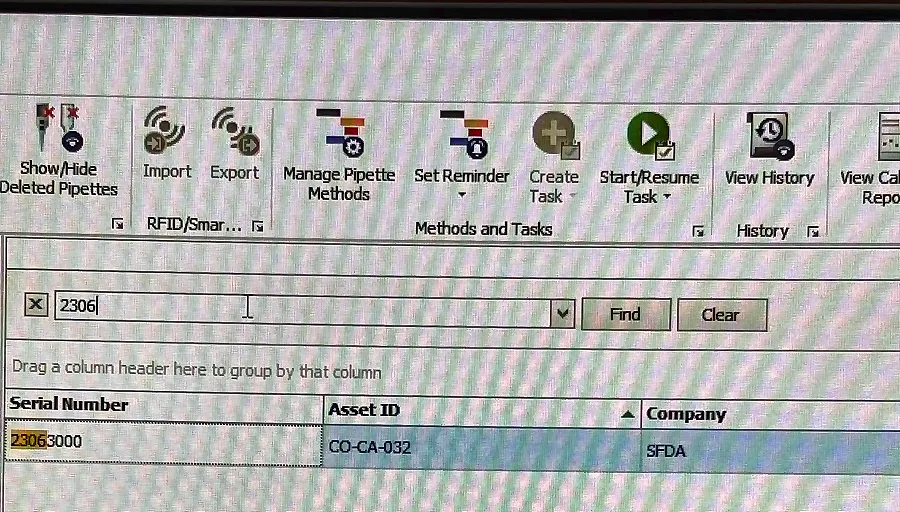 Show/Hide
Deleted Pipettes
Import
Export
RFID/Smar...
Manage Pipette
Methods
Set Reminder
Create
Task
Start/Resume
Task
Methods and Tasks
View History
History
View Cal
Repo
2306
Find
Clear
Drag a column header here to group by that column
Serial Number Asset ID Company
23063000 CO-CA-032 SFDA